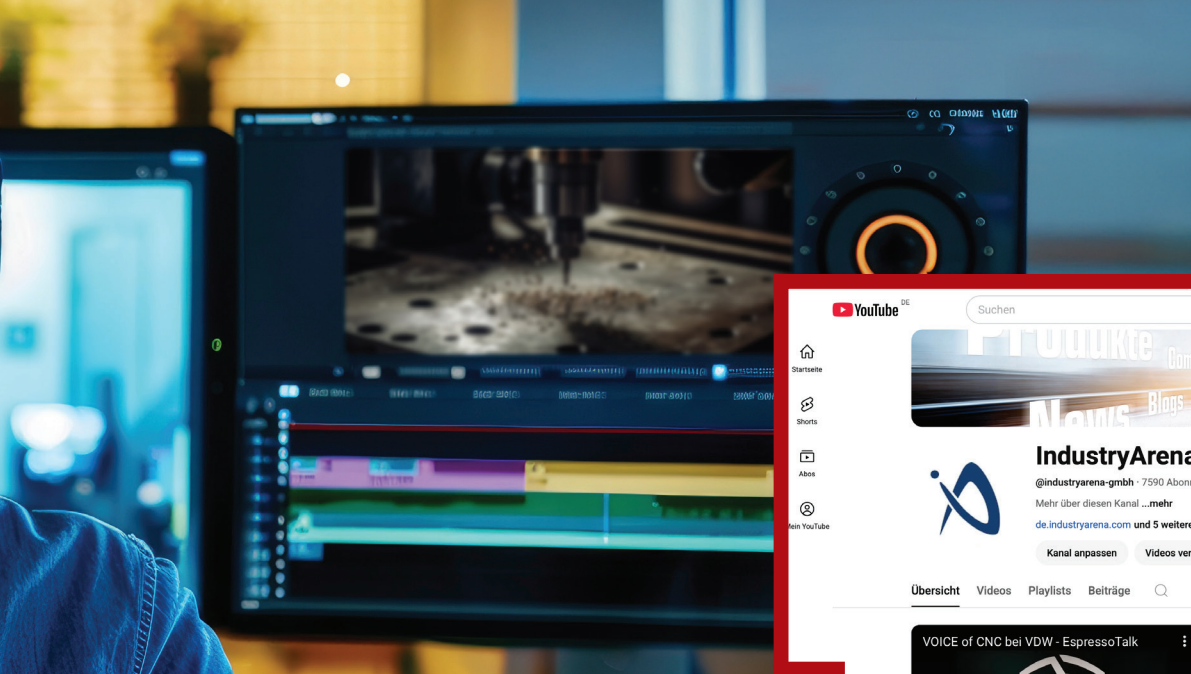 YouTube DE
Suchen
Startseite
Shorts
Abos
Mein YouTube
Produkte
News Blogs
IndustryArena
@industryarena-gmbh · 7590
Mehr über diesen Kanal ...mehr
de.industryarena.com und 5 weitere
Kanal anpassen Videos
Übersicht Videos Playlists Beiträge
VOICE of CNC bei VDW - EspressoTalk